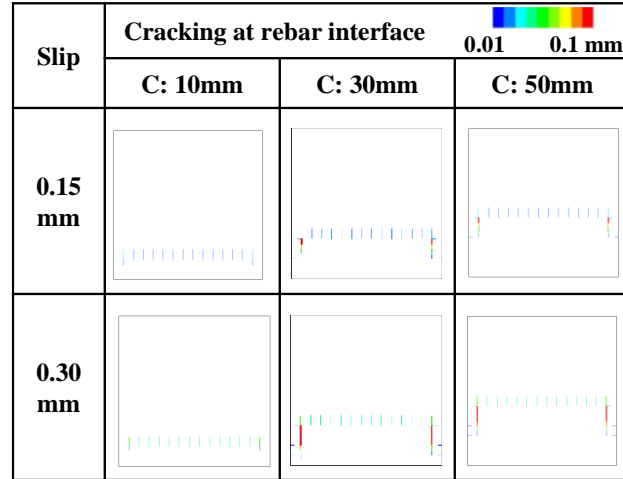 Slip
Cracking at rebar interface
0.01 0.1 mm
C: 10mm C: 30mm C: 50mm
0.15
mm
0.30
mm